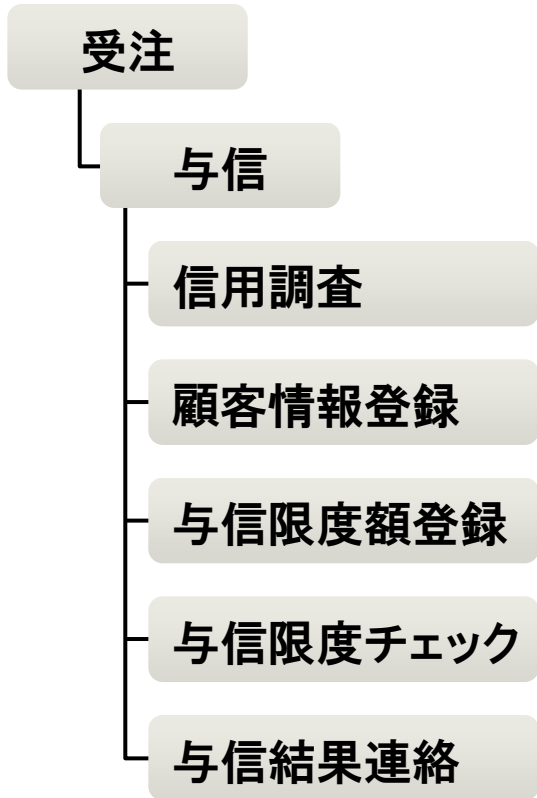 受注
与信
信用調査
顧客情報登録
与信限度額登録
与信限度チェック
与信結果連絡